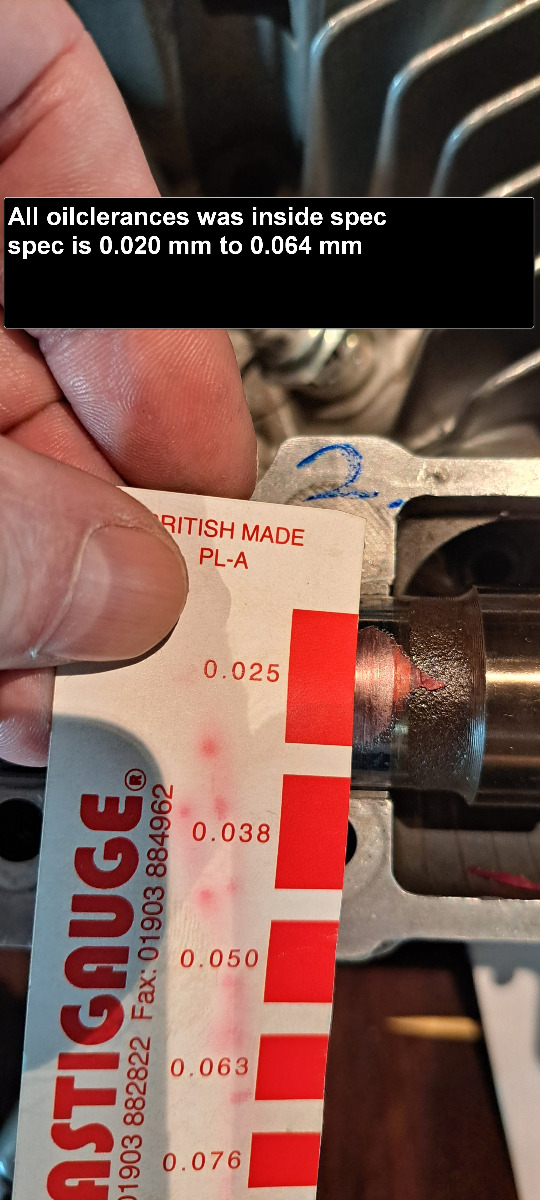 All oilclerances was inside spec
spec is 0.020 mm to 0.064 mm
2.
RITISH MADE
PL-A
0.025
0.038
0.050
0.063
0.076
ASTIGAUGE®
01903 882822 Fax: 01903 884962